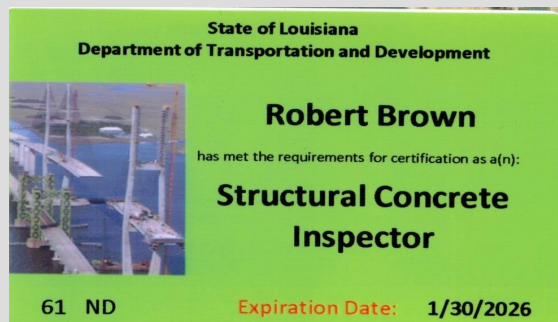 State of Louisiana
Department of Transportation and Development
Robert Brown
has met the requirements for certification as a(n):
Structural Concrete
Inspector
61 ND
Expiration Date: 1/30/2026